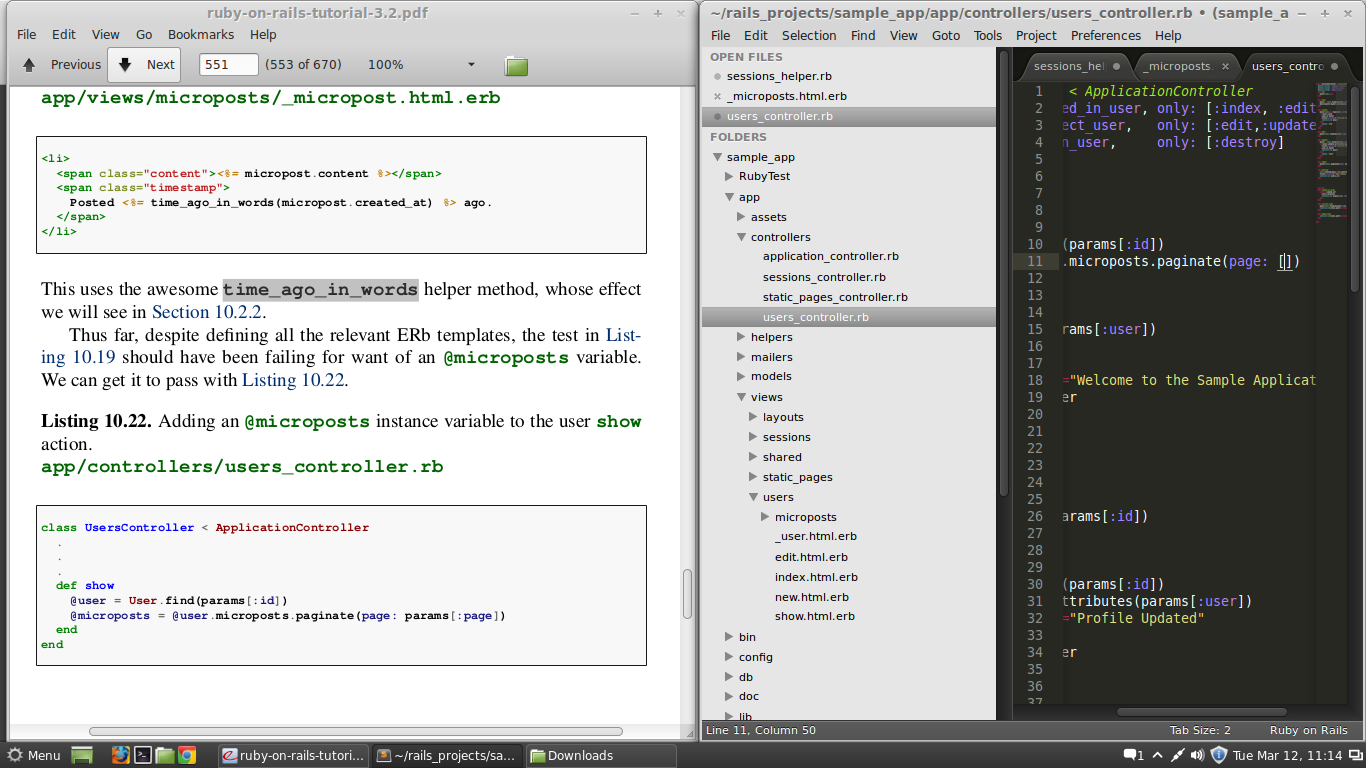 ruby-on-rails-tutorial-3.2.pdf
File Edit View Go Bookmarks Help
Previous Next 551 (553 of 670) 100%
app/views/microposts/_micropost.html.erb
<li>
<span class="content"><%= micropost.content %></span>
<span class="timestamp">
Posted <%= time_ago_in_words(micropost.created_at) %> ago.
</span>
</li>
This uses the awesome time_ago_in_words helper method, whose effect
we will see in Section 10.2.2.
Thus far, despite defining all the relevant ERb templates, the test in List-
ing 10.19 should have been failing for want of an @microposts variable.
We can get it to pass with Listing 10.22.
Listing 10.22. Adding an @microposts instance variable to the user show
action.
app/controllers/users_controller.rb
class UsersController < ApplicationController
.
.
.
def show
@user = User.find(params[:id])
@microposts = @user.microposts.paginate(page: params[:page])
end
end
~/rails_projects/sample_app/app/controllers/users_controller.rb • (sample_a
File Edit Selection Find View Goto Tools Project Preferences Help
OPEN FILES
sessions_helper.rb
_microposts.html.erb
users_controller.rb
FOLDERS
sample_app
RubyTest
app
assets
controllers
application_controller.rb
sessions_controller.rb
static_pages_controller.rb
users_controller.rb
helpers
mailers
models
views
layouts
sessions
shared
static_pages
users
microposts
_user.html.erb
edit.html.erb
index.html.erb
new.html.erb
show.html.erb
bin
config
db
doc
lib
sessions_hel _microposts. users_contro
1 < ApplicationController
2 ed_in_user, only: [:index, :edit
3 ect_user, only: [:edit,:update
4 n_user, only: [:destroy]
5
6
7
8
9
10 (params[:id])
11 .microposts.paginate(page: [])
12
13
14
15 rams[:user])
16
17
18 ="Welcome to the Sample Applicat
19 er
20
21
22
23
24
25
26 arams[:id])
27
28
29
30 (params[:id])
31 ttributes(params[:user])
32 ="Profile Updated"
33
34 er
35
36
37
Line 11, Column 50 Tab Size: 2 Ruby on Rails
Menu ruby-on-rails-tutori... ~/rails_projects/sa... Downloads 1 Tue Mar 12, 11:14